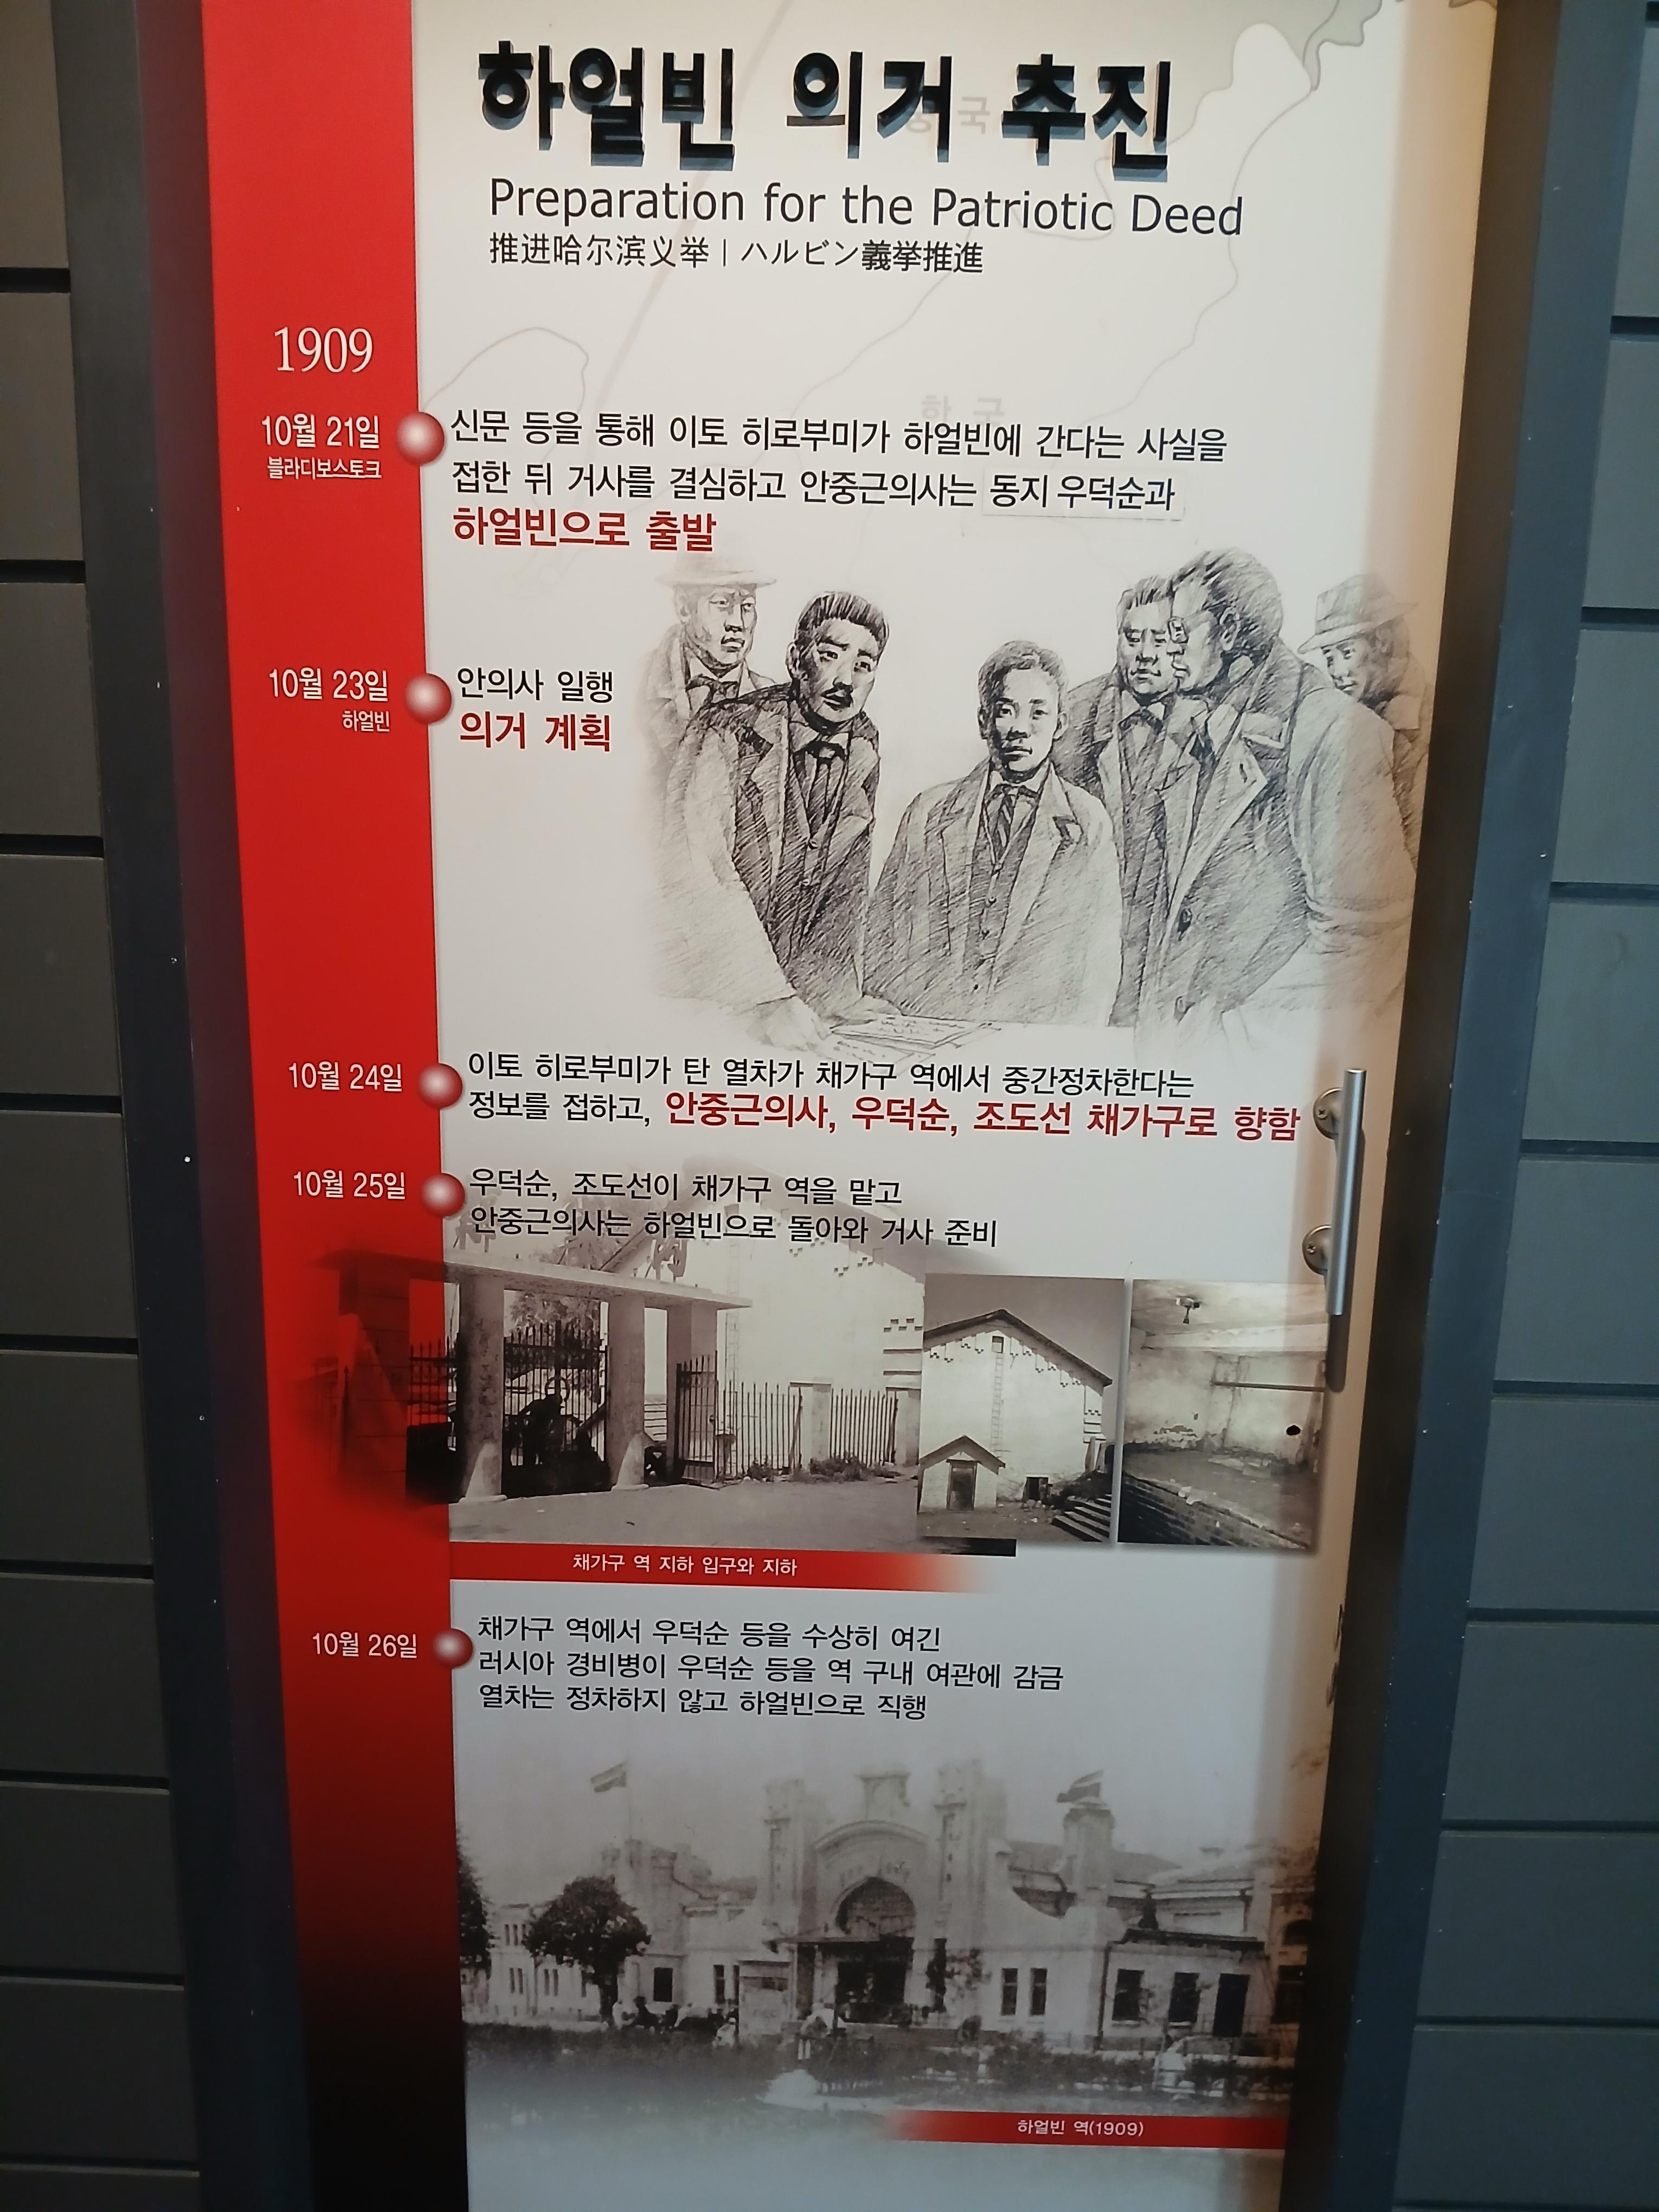 하얼빈 의거 추진
Preparation for the Patriotic Deed
推进哈尔滨义举 | ハルビン義挙推進
1909
10월 21일
블라디보스토크
신문 등을 통해 이토 히로부미가 하얼빈에 간다는 사실을
접한 뒤 거사를 결심하고 안중근의사는 동지 우덕순과
하얼빈으로 출발
한 국
10월 23일
하얼빈
안의사 일행
의거 계획
10월 24일
이토 히로부미가 탄 열차가 채가구 역에서 중간정차한다는
정보를 접하고, 안중근의사, 우덕순, 조도선 채가구로 향함
10월 25일
우덕순, 조도선이 채가구 역을 맡고
안중근의사는 하얼빈으로 돌아와 거사 준비
채가구 역 지하 입구와 지하
10월 26일
채가구 역에서 우덕순 등을 수상히 여긴
러시아 경비병이 우덕순 등을 역 구내 여관에 감금
열차는 정차하지 않고 하얼빈으로 직행
하얼빈 역(1909)